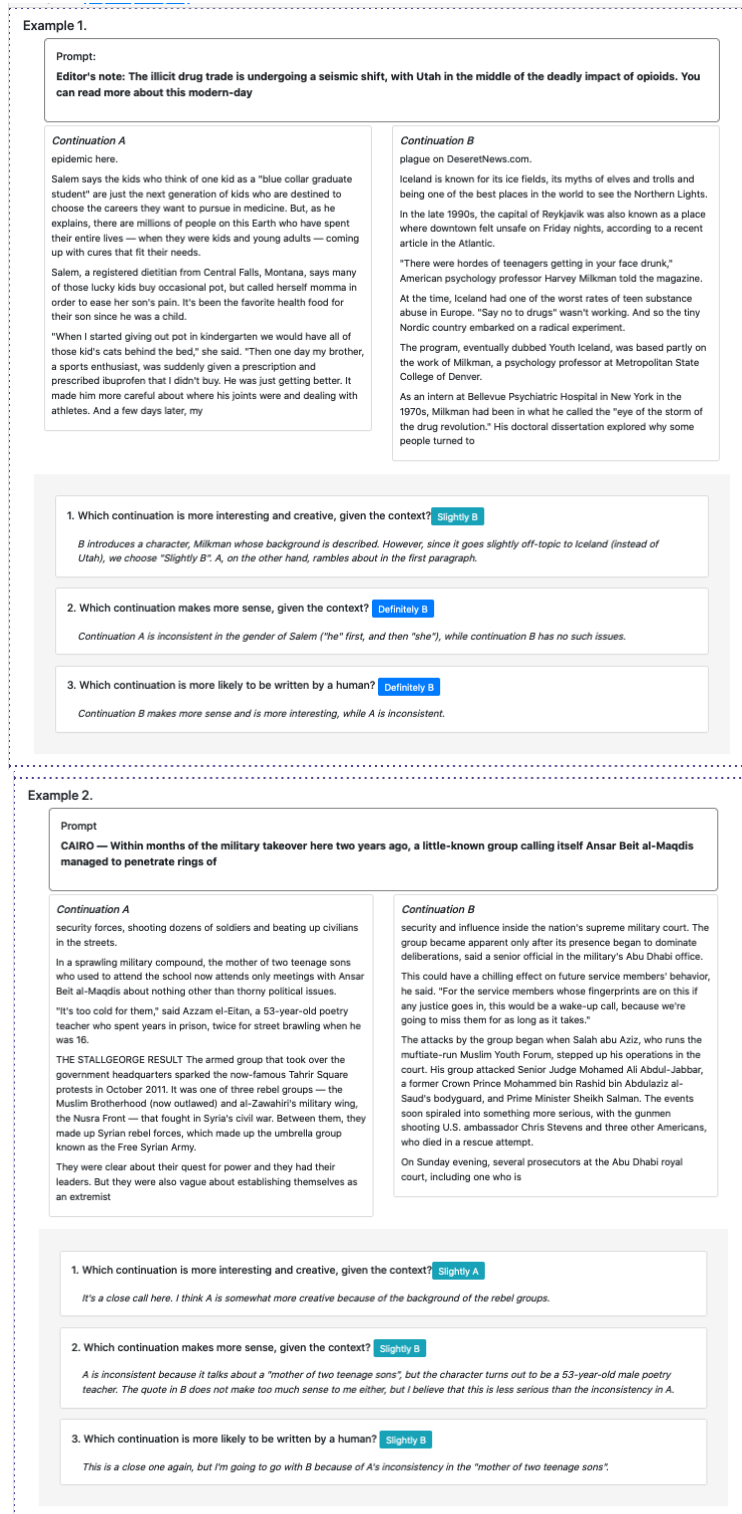 Example 1.
Prompt:
Editor's note: The illicit drug trade is undergoing a seismic shift, with Utah in the middle of the deadly impact of opioids. You
can read more about this modern-day
Continuation A
epidemic here.
Salem says the kids who think of one kid as a "blue collar graduate
student" are just the next generation of kids who are destined to
choose the careers they want to pursue in medicine. But, as he
explains, there are millions of people on this Earth who have spent
their entire lives — when they were kids and young adults — coming
up with cures that fit their needs.
Salem, a registered dietitian from Central Falls, Montana, says many
of those lucky kids buy occasional pot, but called herself momma in
order to ease her son's pain. It's been the favorite health food for
their son since he was a child.
"When I started giving out pot in kindergarten we would have all of
those kid's cats behind the bed," she said. "Then one day my brother,
a sports enthusiast, was suddenly given a prescription and
prescribed ibuprofen that I didn't buy. He was just getting better. It
made him more careful about where his joints were and dealing with
athletes. And a few days later, my
Continuation B
plague on DeseretNews.com.
Iceland is known for its ice fields, its myths of elves and trolls and
being one of the best places in the world to see the Northern Lights.
In the late 1990s, the capital of Reykjavik was also known as a place
where downtown felt unsafe on Friday nights, according to a recent
article in the Atlantic.
"There were hordes of teenagers getting in your face drunk,"
American psychology professor Harvey Milkman told the magazine.
At the time, Iceland had one of the worst rates of teen substance
abuse in Europe. "Say no to drugs" wasn't working. And so the tiny
Nordic country embarked on a radical experiment.
The program, eventually dubbed Youth Iceland, was based partly on
the work of Milkman, a psychology professor at Metropolitan State
College of Denver.
As an intern at Bellevue Psychiatric Hospital in New York in the
1970s, Milkman had been in what he called the "eye of the storm of
the drug revolution." His doctoral dissertation explored why some
people turned to
1. Which continuation is more interesting and creative, given the context? Slightly B
B introduces a character, Milkman whose background is described. However, since it goes slightly off-topic to Iceland (instead of
Utah), we choose "Slightly B". A, on the other hand, rambles about in the first paragraph.
2. Which continuation makes more sense, given the context? Definitely B
Continuation A is inconsistent in the gender of Salem ("he" first, and then "she"), while continuation B has no such issues.
3. Which continuation is more likely to be written by a human? Definitely B
Continuation B makes more sense and is more interesting, while A is inconsistent.
Example 2.
Prompt
CAIRO — Within months of the military takeover here two years ago, a little-known group calling itself Ansar Beit al-Maqdis
managed to penetrate rings of
Continuation A
security forces, shooting dozens of soldiers and beating up civilians
in the streets.
In a sprawling military compound, the mother of two teenage sons
who used to attend the school now attends only meetings with Ansar
Beit al-Maqdis about nothing other than thorny political issues.
"It's too cold for them," said Azzam el-Eitan, a 53-year-old poetry
teacher who spent years in prison, twice for street brawling when he
was 16.
THE STALLGEORGE RESULT The armed group that took over the
government headquarters sparked the now-famous Tahrir Square
protests in October 2011. It was one of three rebel groups — the
Muslim Brotherhood (now outlawed) and al-Zawahiri's military wing,
the Nusra Front — that fought in Syria's civil war. Between them, they
made up Syrian rebel forces, which made up the umbrella group
known as the Free Syrian Army.
They were clear about their quest for power and they had their
leaders. But they were also vague about establishing themselves as
an extremist
Continuation B
security and influence inside the nation's supreme military court. The
group became apparent only after its presence began to dominate
deliberations, said a senior official in the military's Abu Dhabi office.
This could have a chilling effect on future service members' behavior,
he said. "For the service members whose fingerprints are on this if
any justice goes in, this would be a wake-up call, because we're
going to miss them for as long as it takes."
The attacks by the group began when Salah abu Aziz, who runs the
muftiate-run Muslim Youth Forum, stepped up his operations in the
court. His group attacked Senior Judge Mohamed Ali Abdul-Jabbar,
a former Crown Prince Mohammed bin Rashid bin Abdulaziz al-
Saud's bodyguard, and Prime Minister Sheikh Salman. The events
soon spiraled into something more serious, with the gunmen
shooting U.S. ambassador Chris Stevens and three other Americans,
who died in a rescue attempt.
On Sunday evening, several prosecutors at the Abu Dhabi royal
court, including one who is
1. Which continuation is more interesting and creative, given the context? Slightly A
It's a close call here. I think A is somewhat more creative because of the background of the rebel groups.
2. Which continuation makes more sense, given the context? Slightly B
A is inconsistent because it talks about a "mother of two teenage sons", but the character turns out to be a 53-year-old male poetry
teacher. The quote in B does not make too much sense to me either, but I believe that this is less serious than the inconsistency in A.
3. Which continuation is more likely to be written by a human? Slightly B
This is a close one again, but I'm going to go with B because of A's inconsistency in the "mother of two teenage sons".